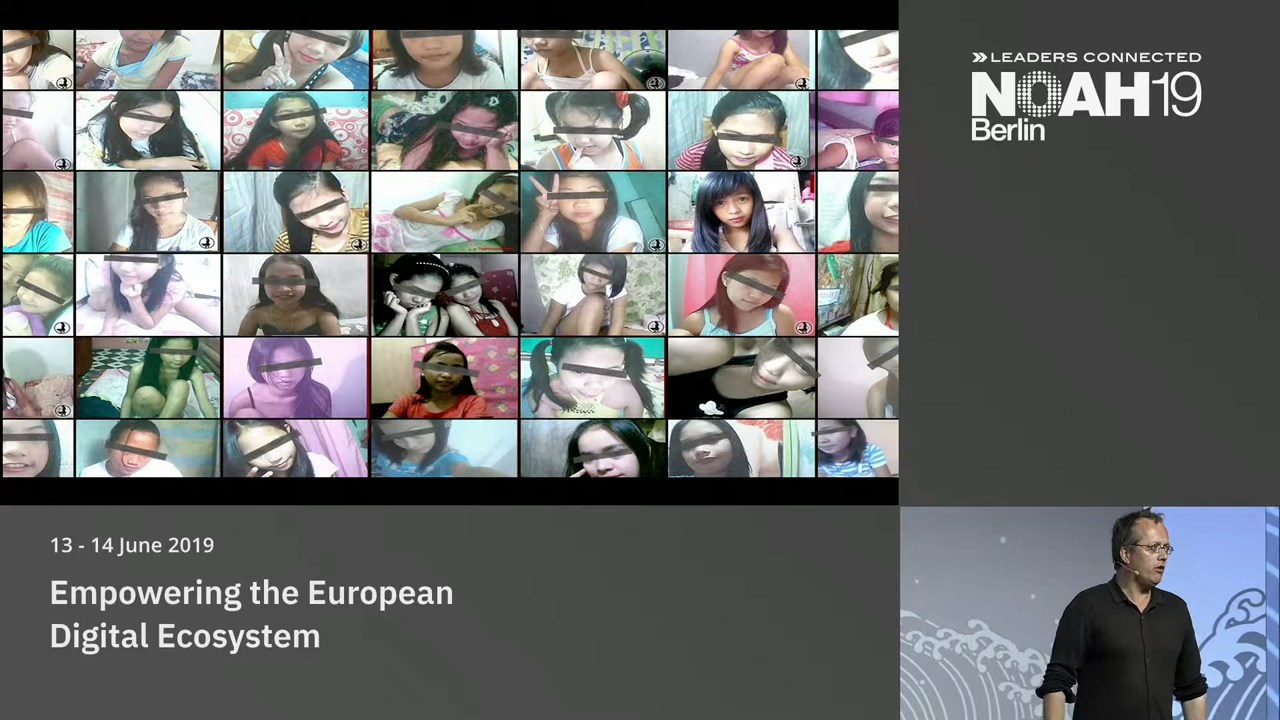 LEADERS CONNECTED
NOAH19
Berlin
13 - 14 June 2019
Empowering the European
Digital Ecosystem